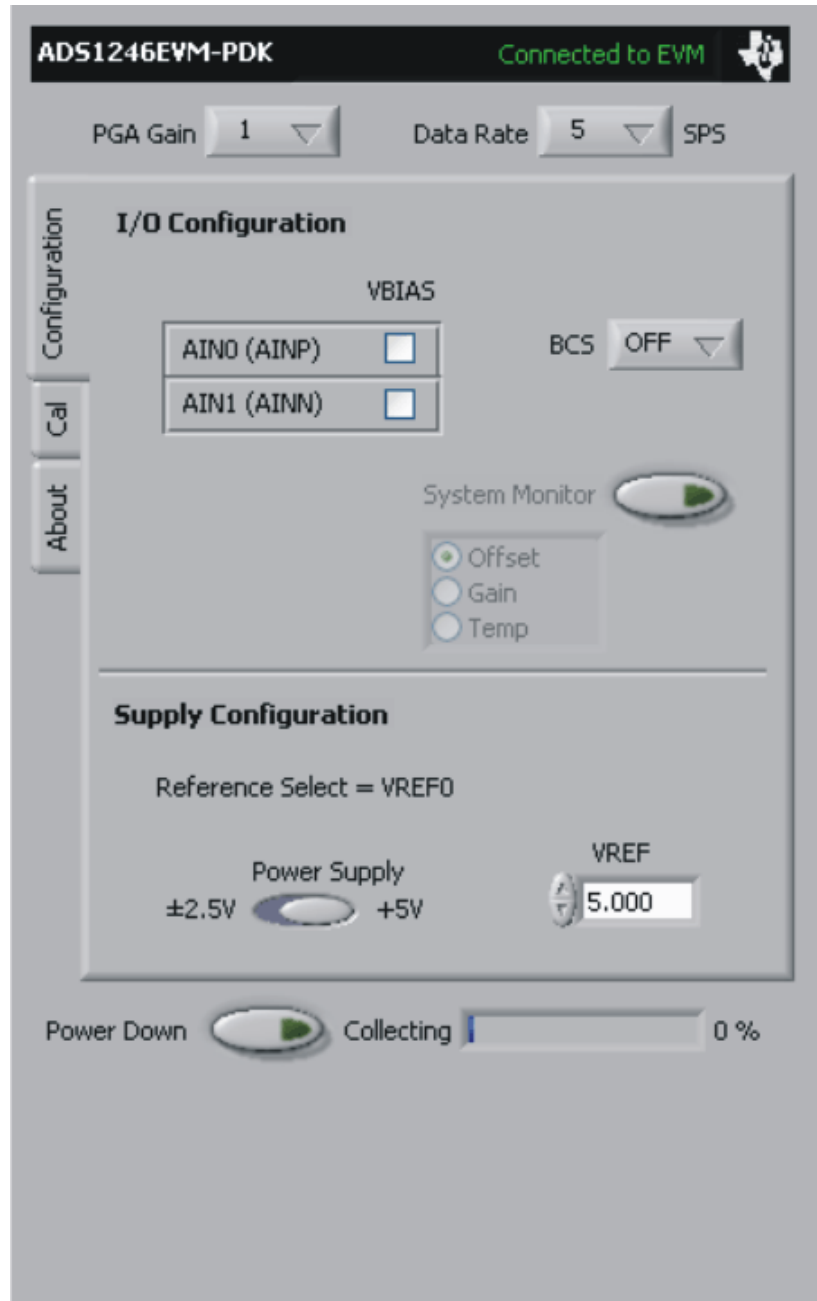 ADS1246EVM-PDK Connected to EVM
PGA Gain 1 Data Rate 5 SPS
Configuration
Cal
About
I/O Configuration
VBIAS
AIN0 (AINP)
AIN1 (AINN)
BCS OFF
System Monitor
Offset
Gain
Temp
Supply Configuration
Reference Select = VREF0
Power Supply
±2.5V +5V
VREF
5.000
Power Down Collecting 0 %